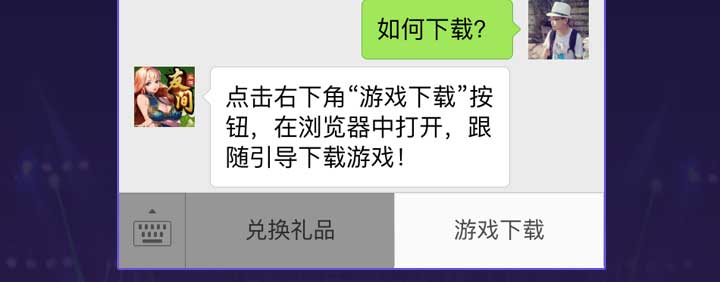 如何下载？
友间
点击右下角“游戏下载”按
钮，在浏览器中打开，跟
随引导下载游戏！
兑换礼品
游戏下载